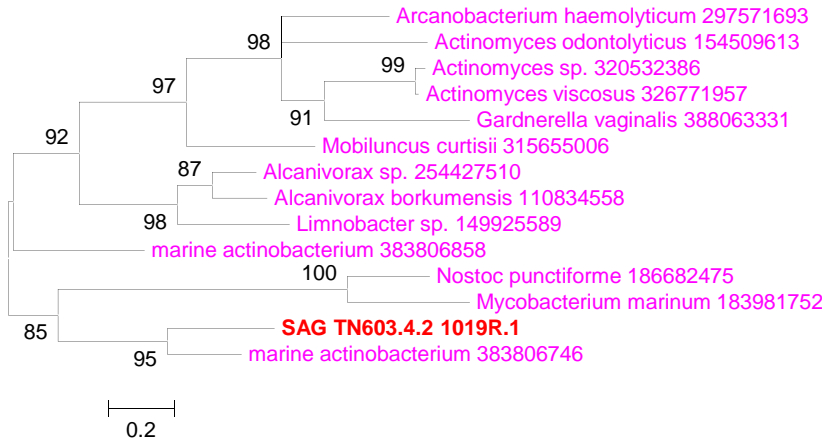 Arcanobacterium haemolyticum 297571693
98
Actinomyces odontolyticus 154509613
99
Actinomyces sp. 320532386
97
Actinomyces viscosus 326771957
91
Gardnerella vaginalis 388063331
92
Mobiluncus curtisii 315655006
87
Alcanivorax sp. 254427510
Alcanivorax borkumensis 110834558
98
Limnobacter sp. 149925589
marine actinobacterium 383806858
100
Nostoc punctiforme 186682475
Mycobacterium marinum 183981752
85
SAG TN603.4.2 1019R.1
95
marine actinobacterium 383806746
0.2